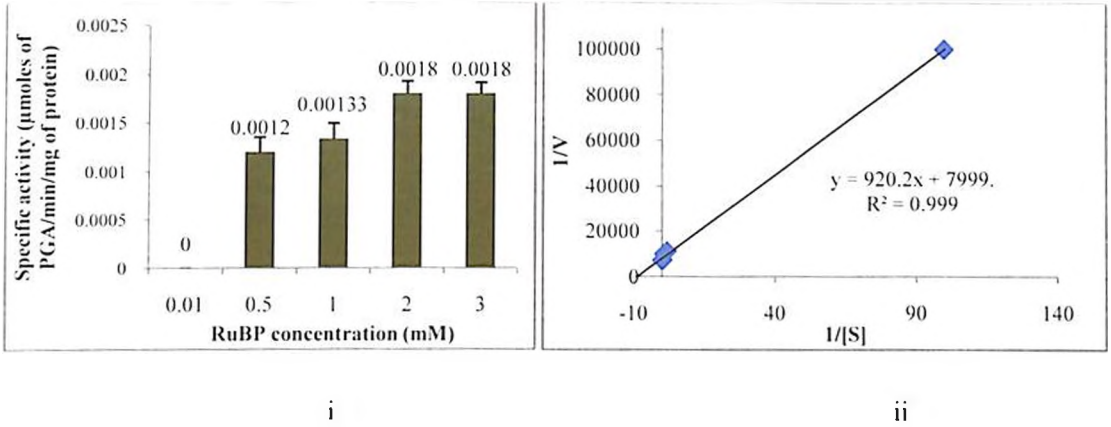 Specific activity (µmoles of
PGA/min/mg of protein)
0.0025
0.002
0.0015
0.001
0.0005
0
0
0.0012
0.00133
0.0018
0.0018
0.01 0.5 1 2 3
RuBP concentration (mM)
1/V
100000
80000
60000
40000
20000
0
y = 920.2x + 7999.
R² = 0.999
-10 40 90 140
1/[S]
i
ii